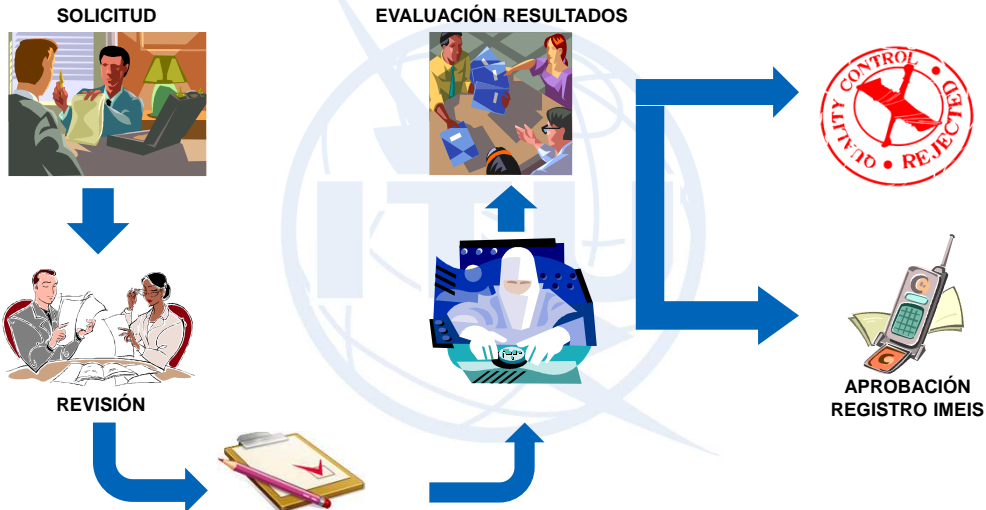 SOLICITUD
EVALUACIÓN RESULTADOS
QUALITY CONTROL • REJECTED •
ITU
REVISIÓN
APROBACIÓN
REGISTRO IMEIS